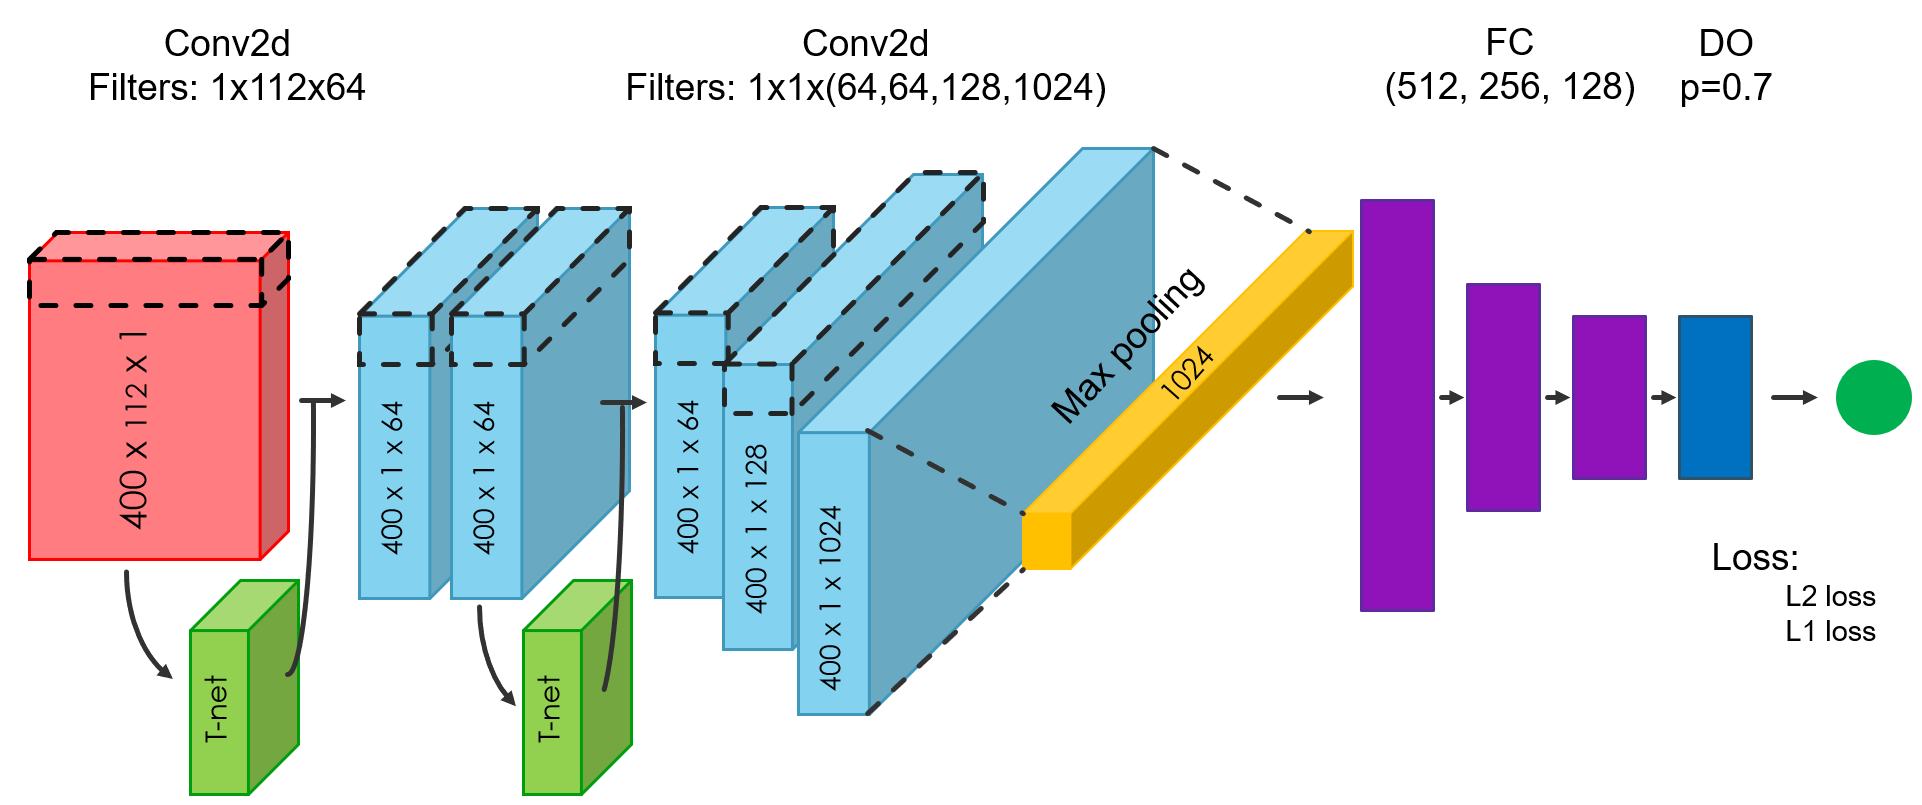 Conv2d
Filters: 1x112x64
Conv2d
Filters: 1x1x(64,64,128,1024)
FC
(512, 256, 128)
DO
p=0.7
400 x 112 x 1
T-net
400 x 1 x 64
400 x 1 x 64
T-net
400 x 1 x 64
400 x 1 x 128
400 x 1 x 1024
Max pooling
1024
Loss:
L2 loss
L1 loss